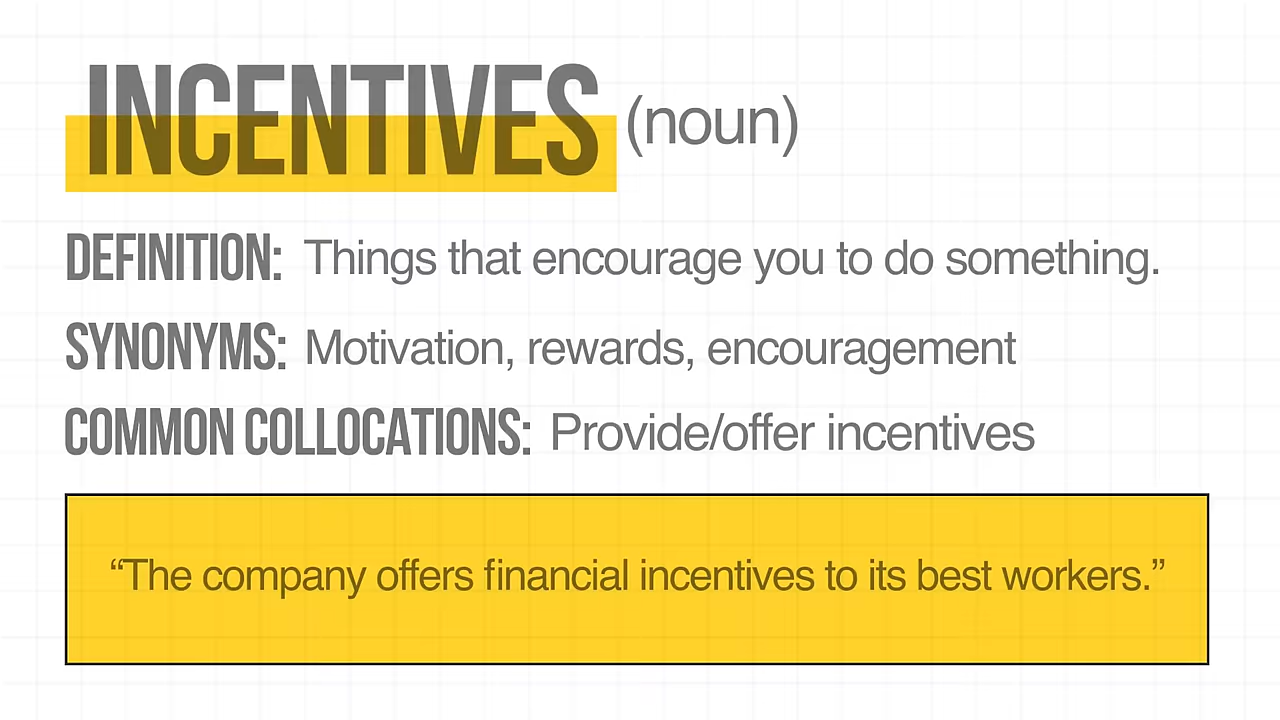 INCENTIVES (noun)
DEFINITION: Things that encourage you to do something.
SYNONYMS: Motivation, rewards, encouragement
COMMON COLLOCATIONS: Provide/offer incentives
“The company offers financial incentives to its best workers.”